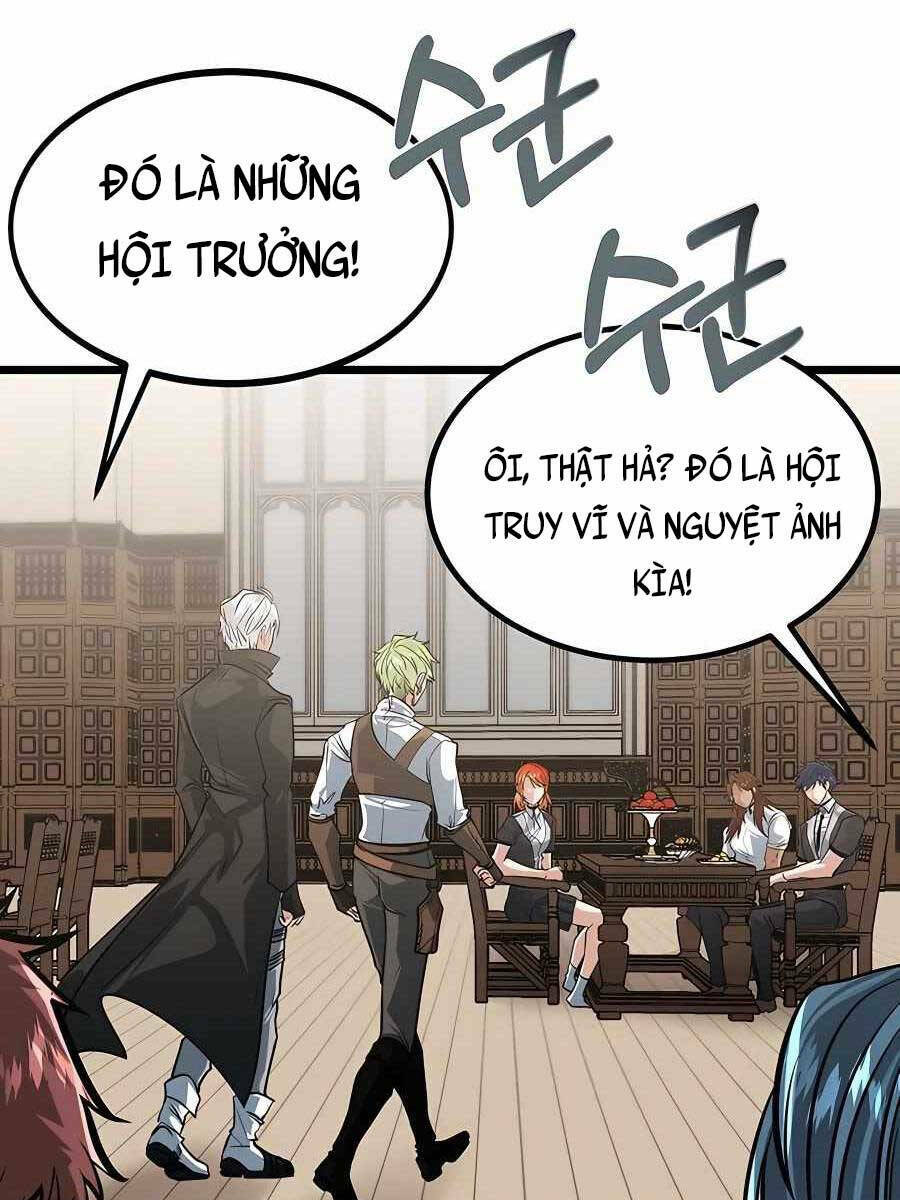 수군
ĐÓ LÀ NHỮNG
HỘI TRƯỞNG!
수군
ÔI, THẬT HẢ? ĐÓ LÀ HỘI
TRUY VĨ VÀ NGUYỆT ẢNH
KÌA!